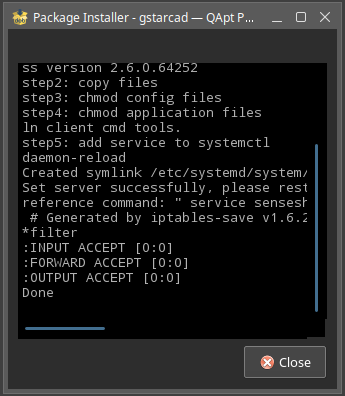 Package Installer - gstarcad — QApt P...
ss version 2.6.0.64252
step2: copy files
step3: chmod config files
step4: chmod application files
ln client cmd tools.
step5: add service to systemctl
daemon-reload
Created symlink /etc/systemd/system/
Set server successfully, please rest
reference command: " service sensesh
# Generated by iptables-save v1.6.2
*filter
:INPUT ACCEPT [0:0]
:FORWARD ACCEPT [0:0]
:OUTPUT ACCEPT [0:0]
Done
Close